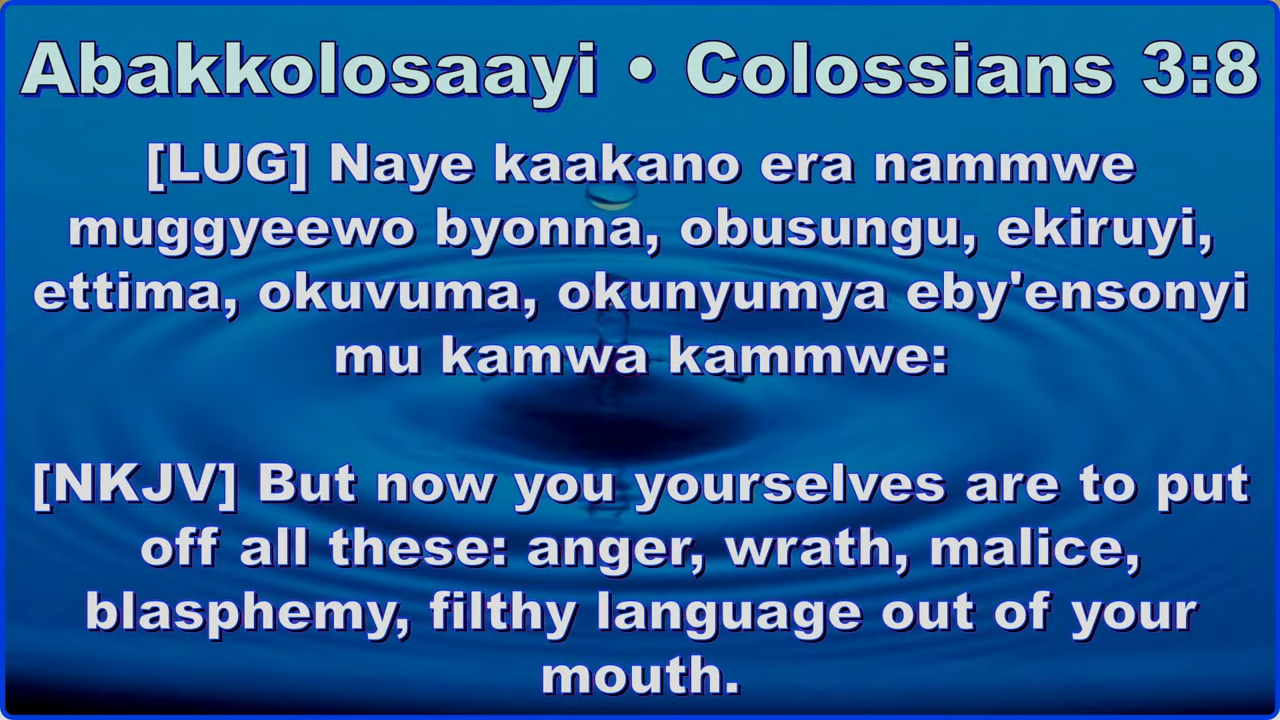 Abakkolosaayi • Colossians 3:8
[LUG] Naye kaakano era nammwe
muggyeewo byonna, obusungu, ekiruyi,
ettima, okuvuma, okunyumya eby'ensonyi
mu kamwa kammwe:
[NKJV] But now you yourselves are to put
off all these: anger, wrath, malice,
blasphemy, filthy language out of your
mouth.